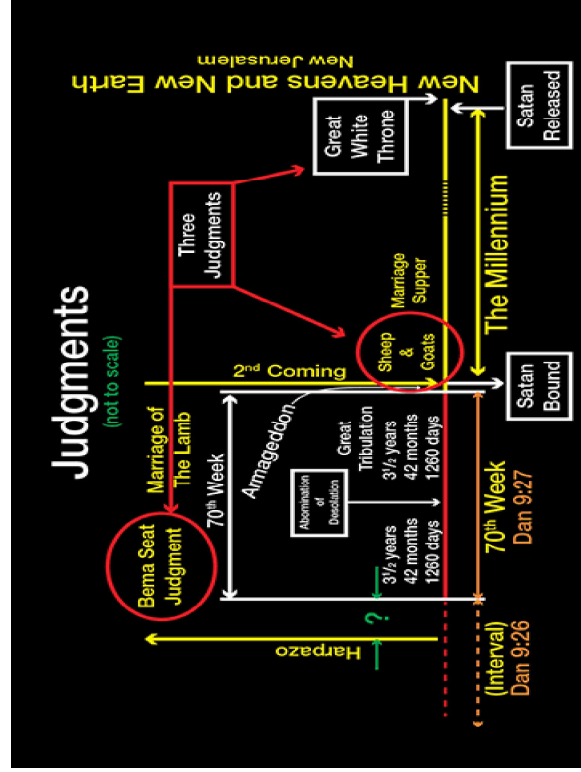 Judgments
(not to scale)
Bema Seat
Judgment
Marriage of
The Lamb
Three
Judgments
New Heavens and New Earth
New Jerusalem
Harpazo
?
70th Week
Armageddon
2nd Coming
Great
White
Throne
Abomination
of
Desolation
Great
Tribulation
3½ years
42 months
1260 days
3½ years
42 months
1260 days
Sheep
&
Goats
Marriage
Supper
(Interval)
Dan 9:26
70th Week
Dan 9:27
Satan
Bound
The Millennium
Satan
Released